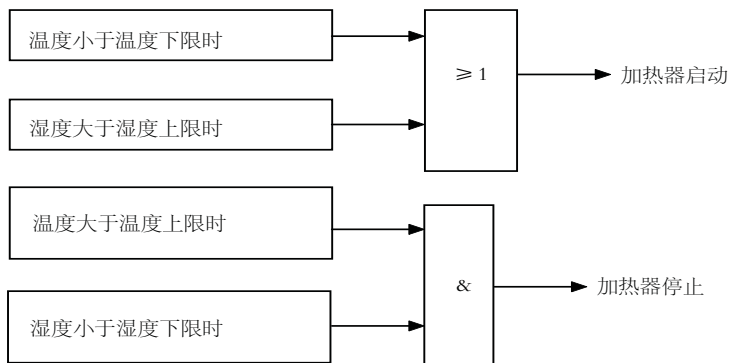 温度小于温度下限时
≥1
加热器启动
湿度大于湿度上限时
温度大于温度上限时
&
加热器停止
湿度小于湿度下限时